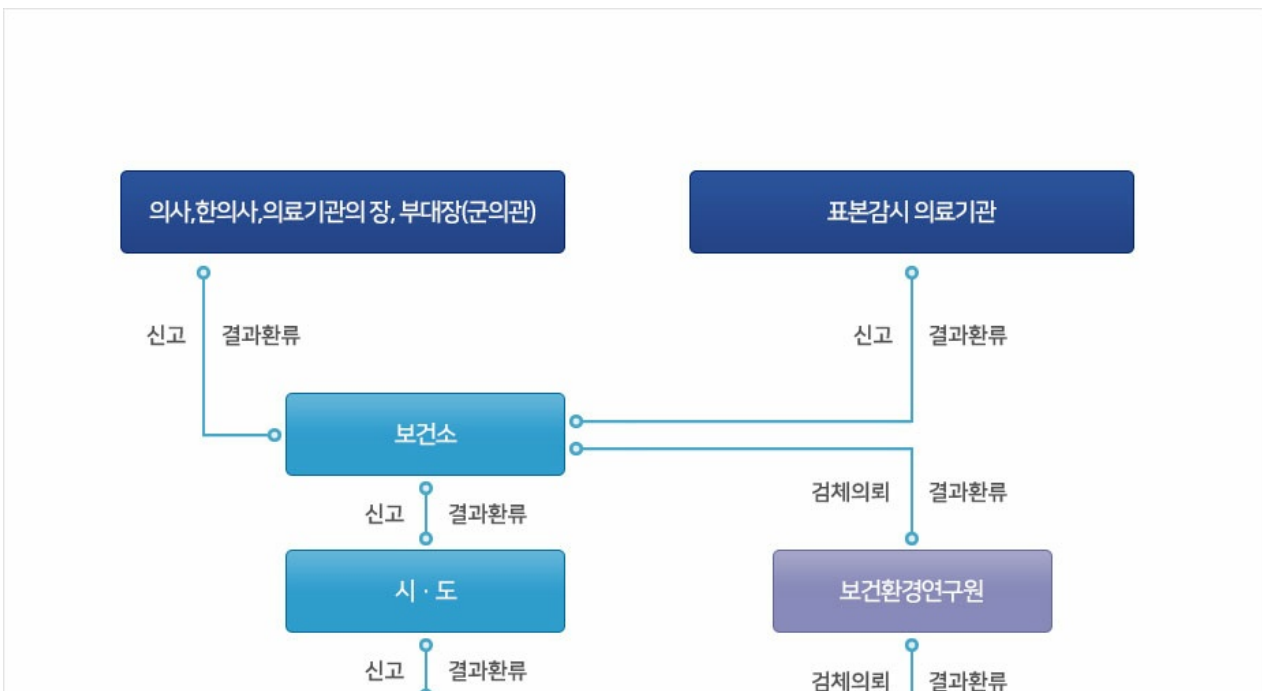 의사,한의사,의료기관의 장, 부대장(군의관)
표본감시 의료기관
신고
결과환류
신고
결과환류
보건소
검체의뢰
결과환류
신고
결과환류
시 · 도
보건환경연구원
신고
결과환류
검체의뢰
결과환류